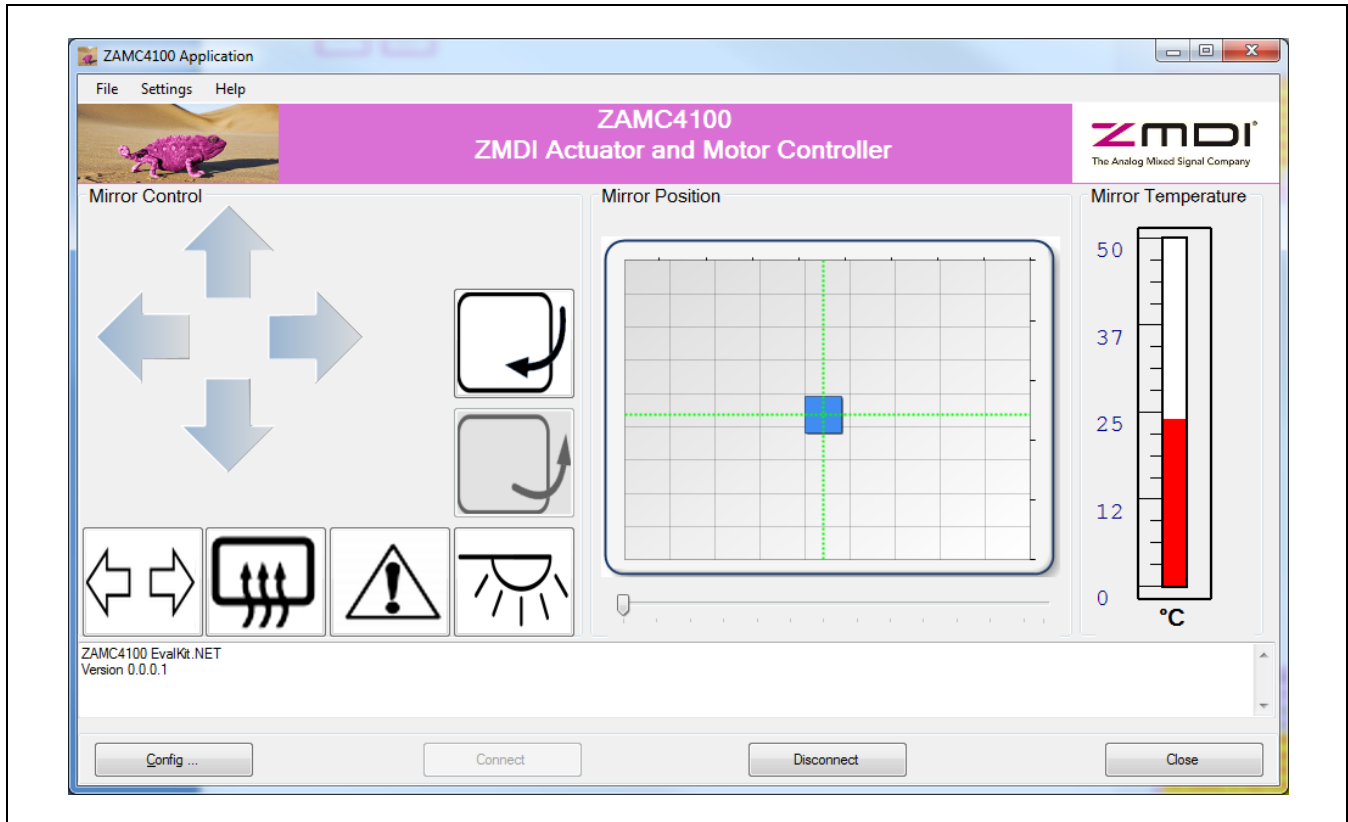 ZAMC4100 Application
File Settings Help
ZAMC4100
ZMDI Actuator and Motor Controller
ZMDI®
The Analog Mixed Signal Company
Mirror Control
Mirror Position
Mirror Temperature
50
37
25
12
0
°C
ZAMC4100 EvalKit.NET
Version 0.0.0.1
Config ...
Connect
Disconnect
Close